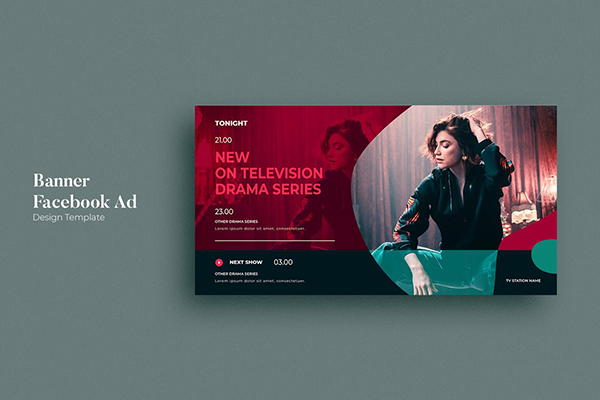 Banner
Facebook Ad
Design Template
TONIGHT
21.00
NEW
ON TELEVISION
DRAMA SERIES
23.00
OTHER DRAMA SERIES
Lorem ipsum dolor sit amet, consectetuer.
NEXT SHOW 03.00
OTHER DRAMA SERIES
Lorem ipsum dolor sit amet, consectetuer.
TV STATION NAME